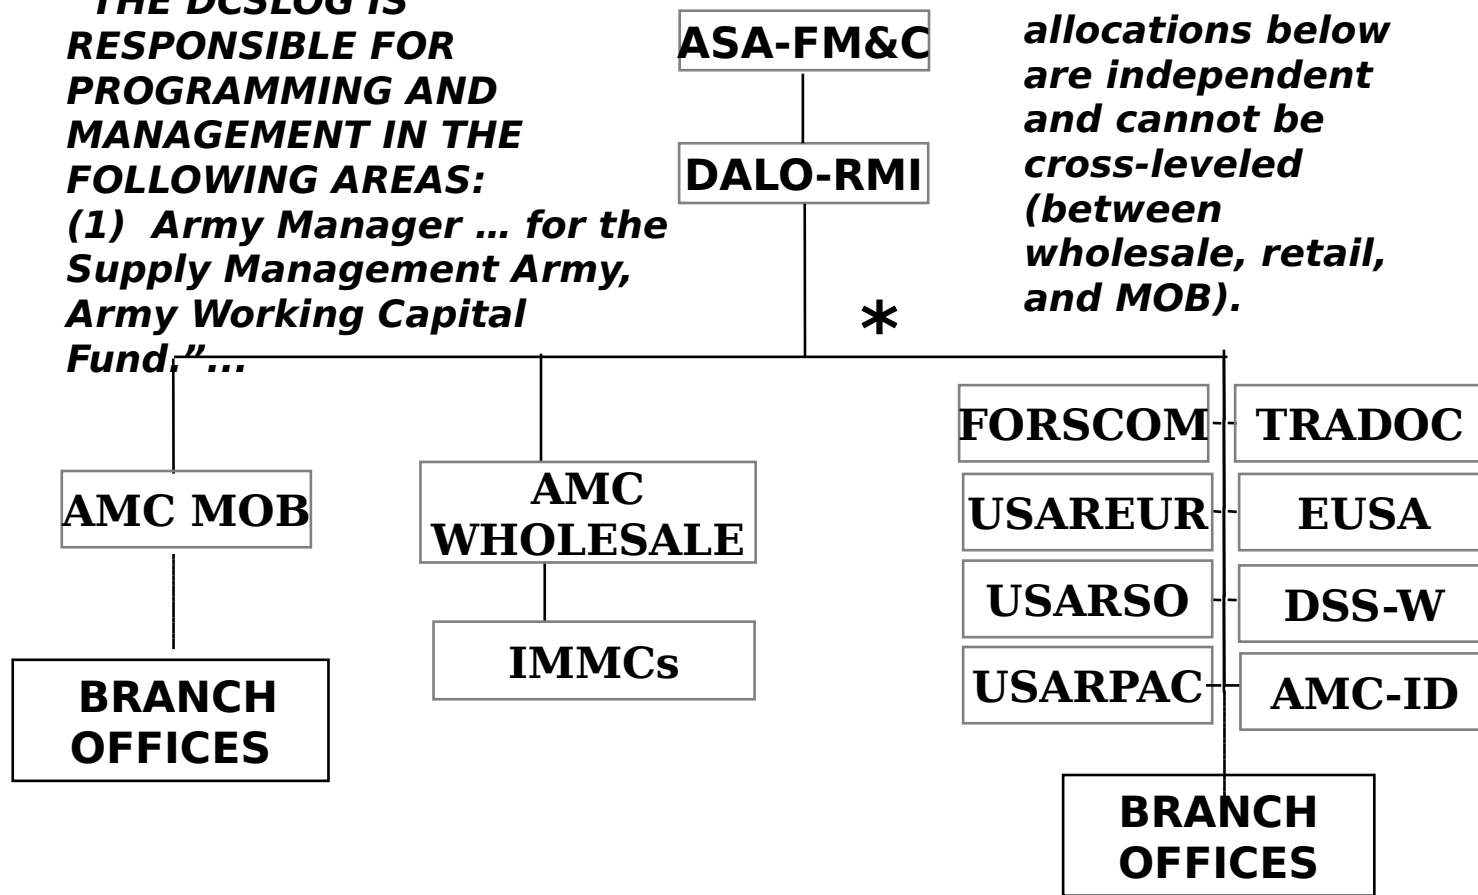 "THE DCSLOG IS
RESPONSIBLE FOR
PROGRAMMING AND
MANAGEMENT IN THE
FOLLOWING AREAS:
(1)  Army Manager … for the
Supply Management Army,
Army Working Capital
Fund.”...
ASA-FM&C
DALO-RMI
allocations below
are independent
and cannot be
cross-leveled
(between
wholesale, retail,
and MOB).
*
AMC MOB
BRANCH
OFFICES
AMC
WHOLESALE
IMMCs
FORSCOM
TRADOC
USAREUR
EUSA
USARSO
DSS-W
USARPAC
AMC-ID
BRANCH
OFFICES